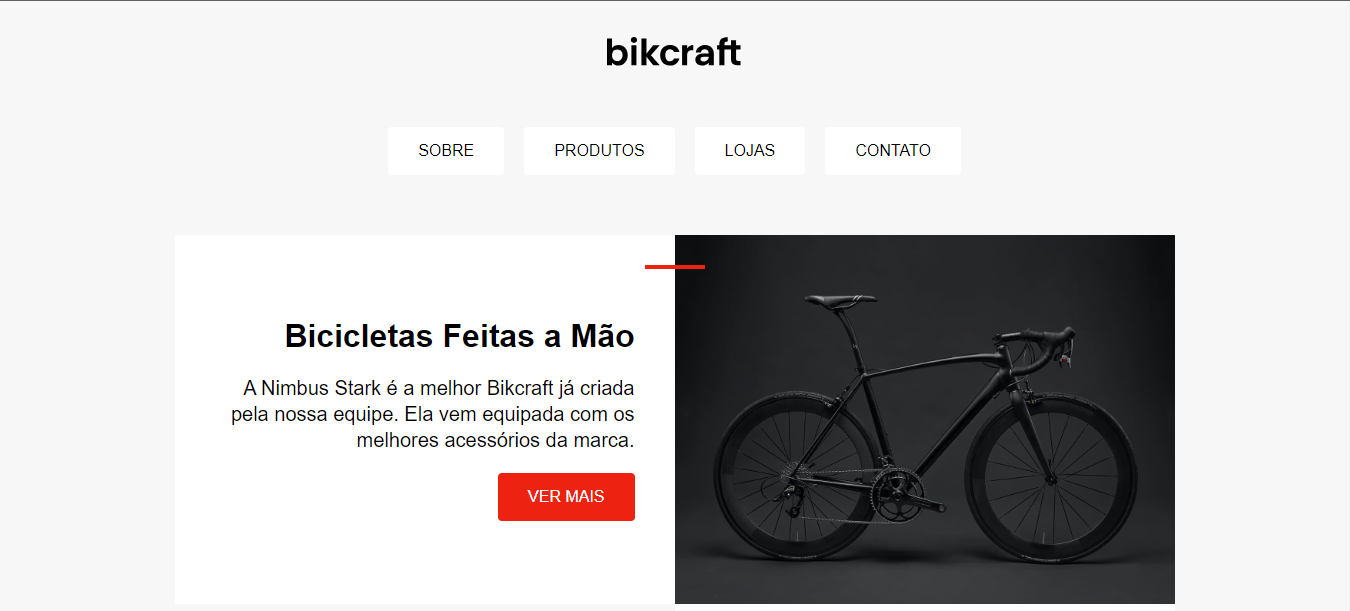 bikcraft
SOBRE PRODUTOS LOJAS CONTATO
Bicicletas Feitas a Mão
A Nimbus Stark é a melhor Bikcraft já criada
pela nossa equipe. Ela vem equipada com os
melhores acessórios da marca.
VER MAIS